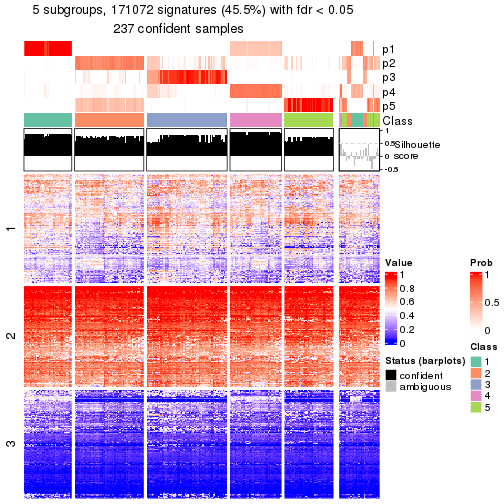 5 subgroups, 171072 signatures (45.5%) with fdr < 0.05
237 confident samples
p1
p2
p3
p4
p5
Class
1
0.5
0
-0.5
Silhouette
score
1
2
3
Value
1
0.8
0.6
0.4
0.2
0
Status (barplots)
confident
ambiguous
Prob
1
0.5
0
Class
1
2
3
4
5